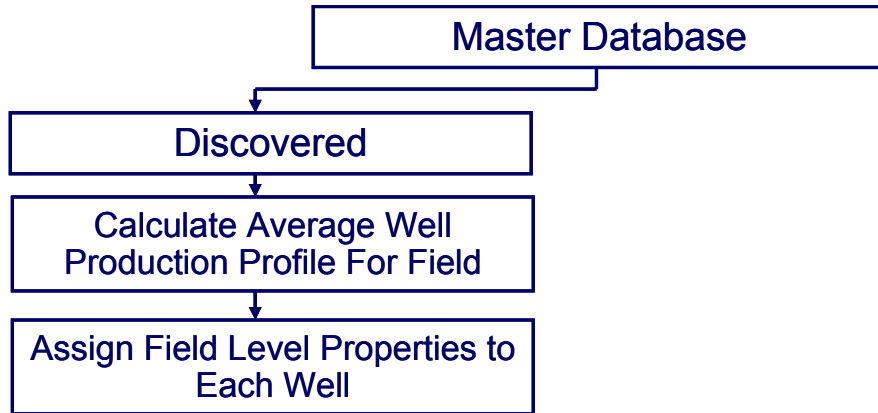 Master Database
Discovered
Calculate Average Well
Production Profile For Field
Assign Field Level Properties to
Each Well